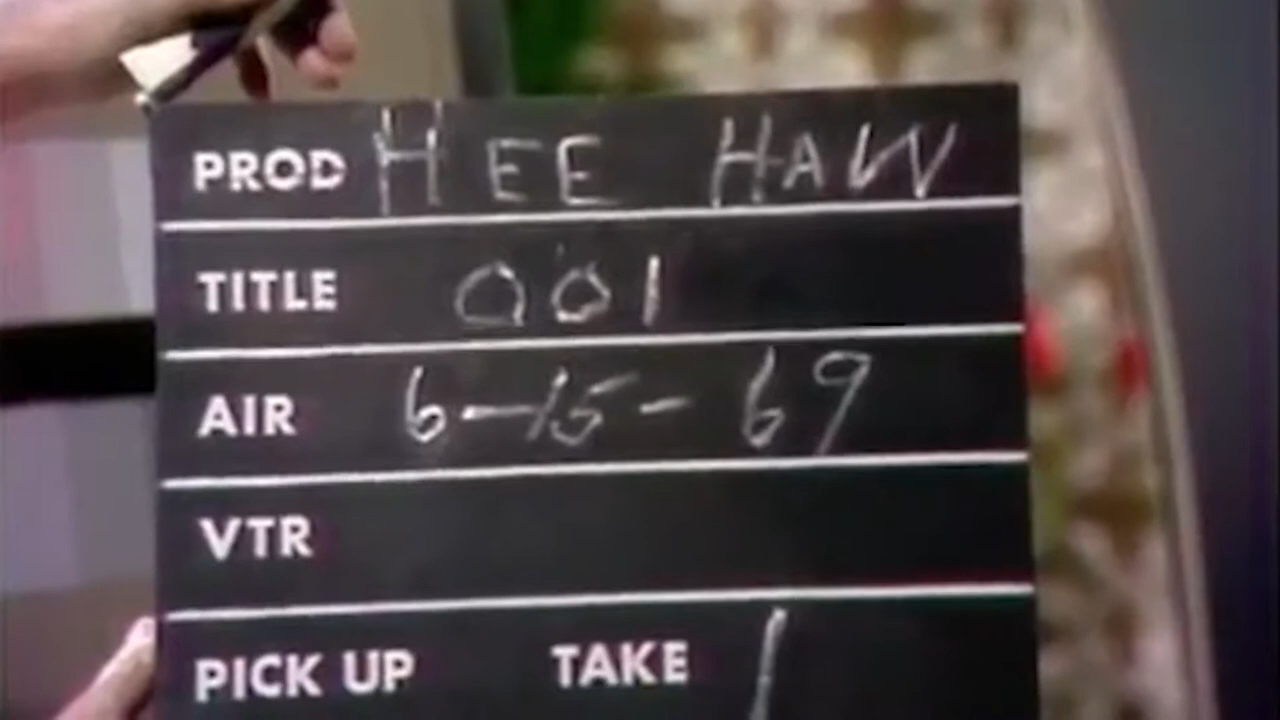 PROD HEE HAW
TITLE 001
AIR 6-15-69
VTR
PICK UP TAKE 1